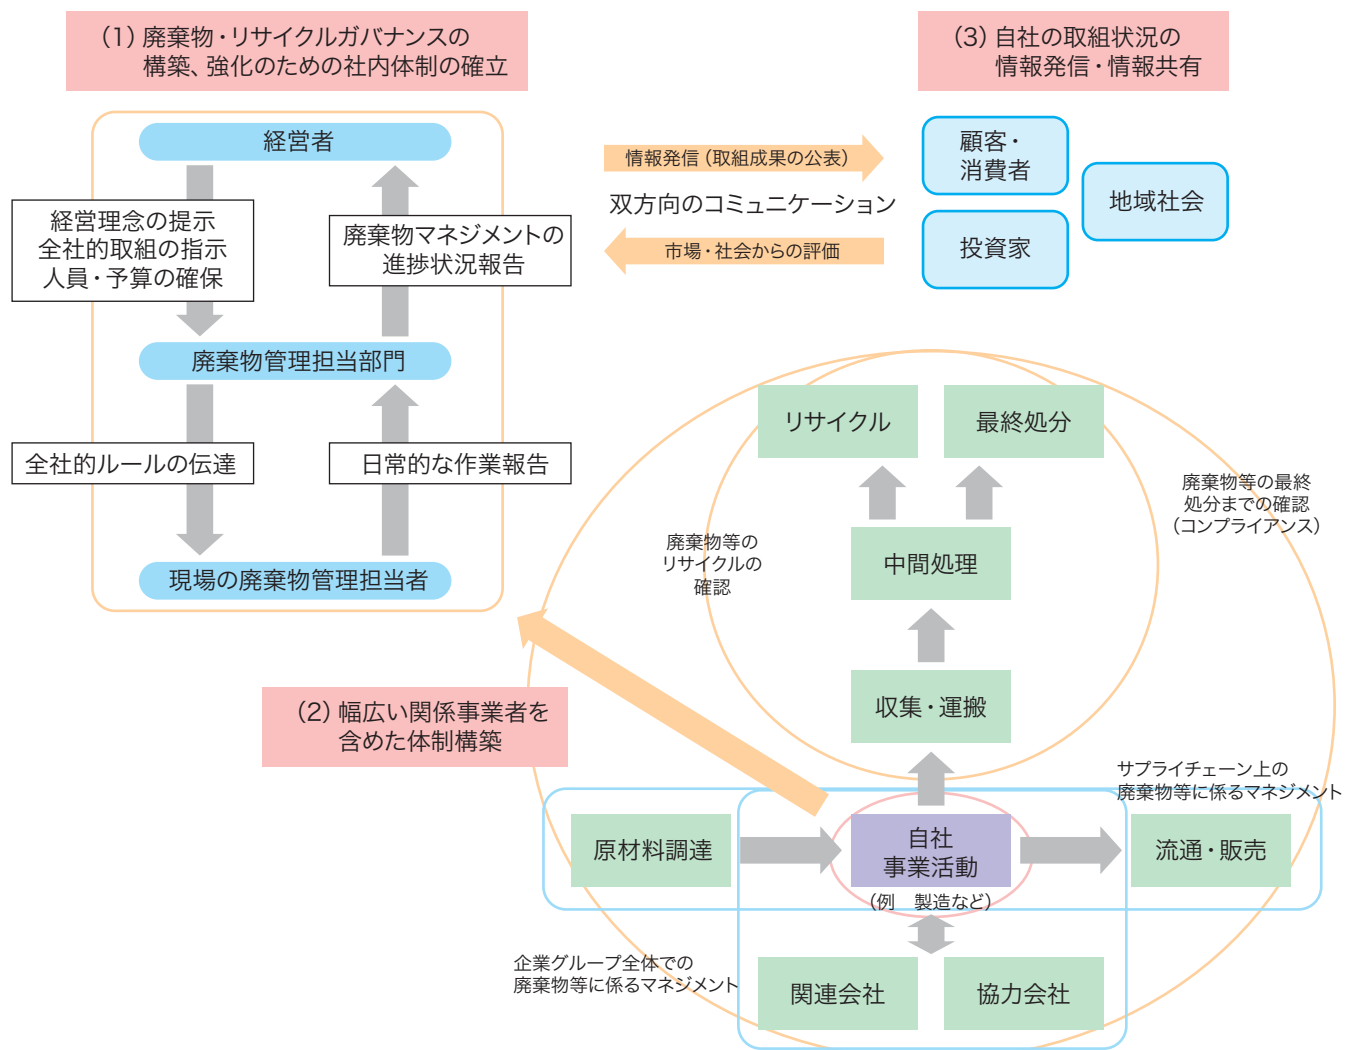 (1) 廃棄物・リサイクルガバナンスの
構築、強化のための社内体制の確立
経営者
経営理念の提示
全社的取組の指示
人員・予算の確保
廃棄物マネジメントの
進捗状況報告
廃棄物管理担当部門
全社的ルールの伝達
日常的な作業報告
現場の廃棄物管理担当者
(3) 自社の取組状況の
情報発信・情報共有
情報発信（取組成果の公表）
双方向のコミュニケーション
市場・社会からの評価
顧客・
消費者
地域社会
投資家
リサイクル
最終処分
廃棄物等の最終
処分までの確認
（コンプライアンス）
廃棄物等の
リサイクルの
確認
中間処理
収集・運搬
(2) 幅広い関係事業者を
含めた体制構築
サプライチェーン上の
廃棄物等に係るマネジメント
原材料調達
自社
事業活動
（例　製造など）
流通・販売
企業グループ全体での
廃棄物等に係るマネジメント
関連会社
協力会社